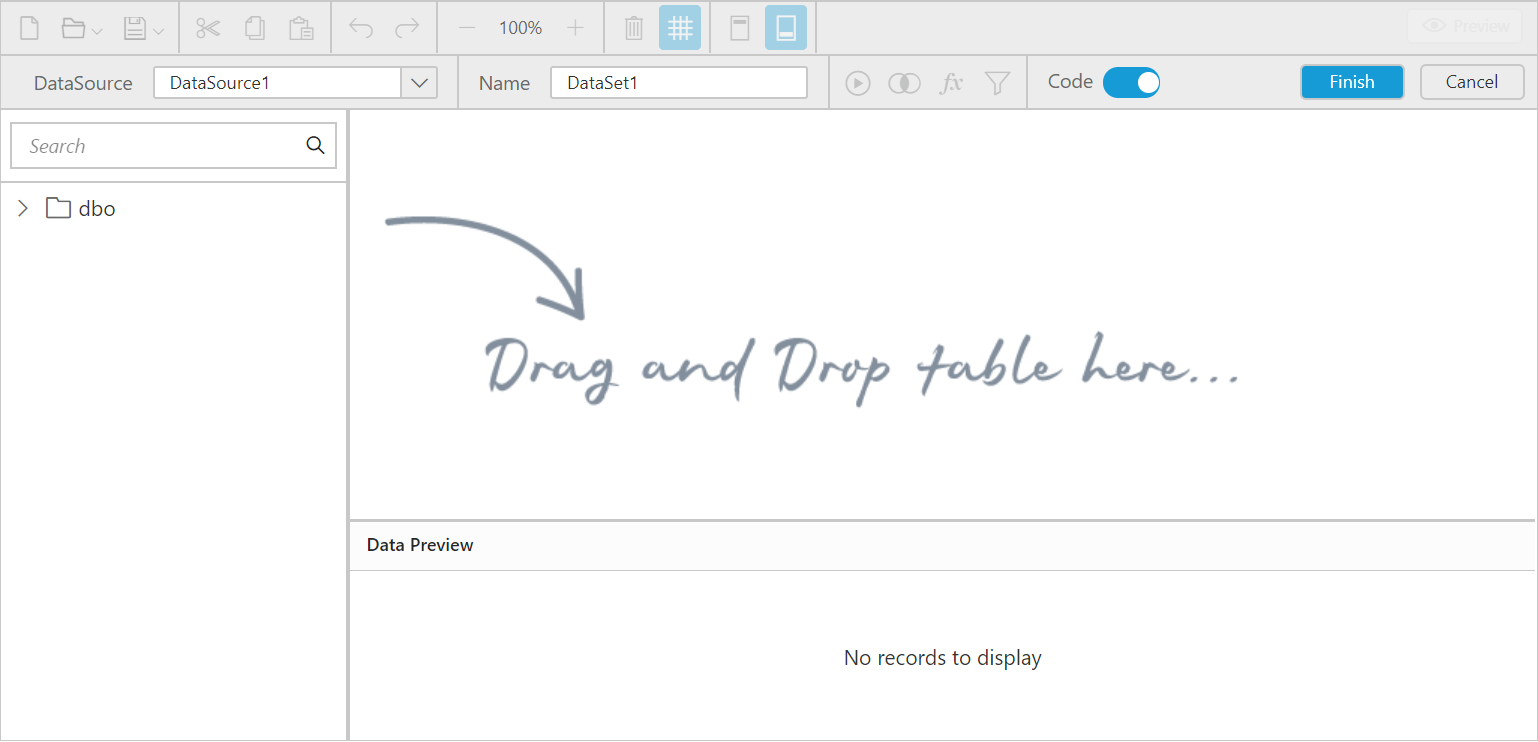 100% Preview
DataSource DataSource1 Name DataSet1 fx Code Finish Cancel
Search
dbo
Drag and Drop table here...
Data Preview
No records to display